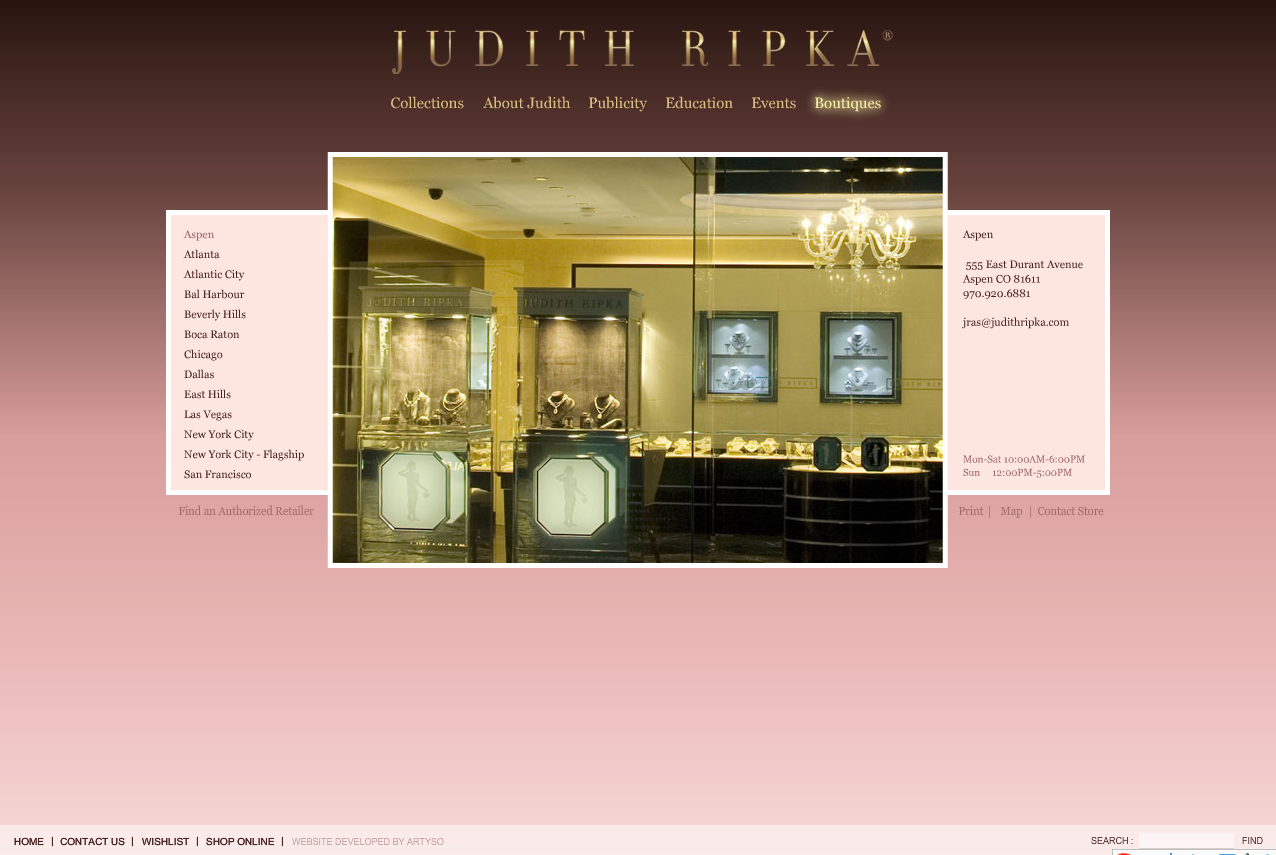 JUDITH RIPKA®
Collections About Judith Publicity Education Events Boutiques
Aspen
Atlanta
Atlantic City
Bal Harbour
Beverly Hills
Boca Raton
Chicago
Dallas
East Hills
Las Vegas
New York City
New York City - Flagship
San Francisco
Find an Authorized Retailer
JUDITH RIPKA
JUDITH RIPKA
JUDITH RIPKA
JUDITH RIPKA
Aspen
555 East Durant Avenue
Aspen CO 81611
970.920.6881
jras@judithripka.com
Mon-Sat 10:00AM-6:00PM
Sun 12:00PM-5:00PM
Print | Map | Contact Store
HOME | CONTACT US | WISHLIST | SHOP ONLINE | WEBSITE DEVELOPED BY ARTYSO
SEARCH : FIND